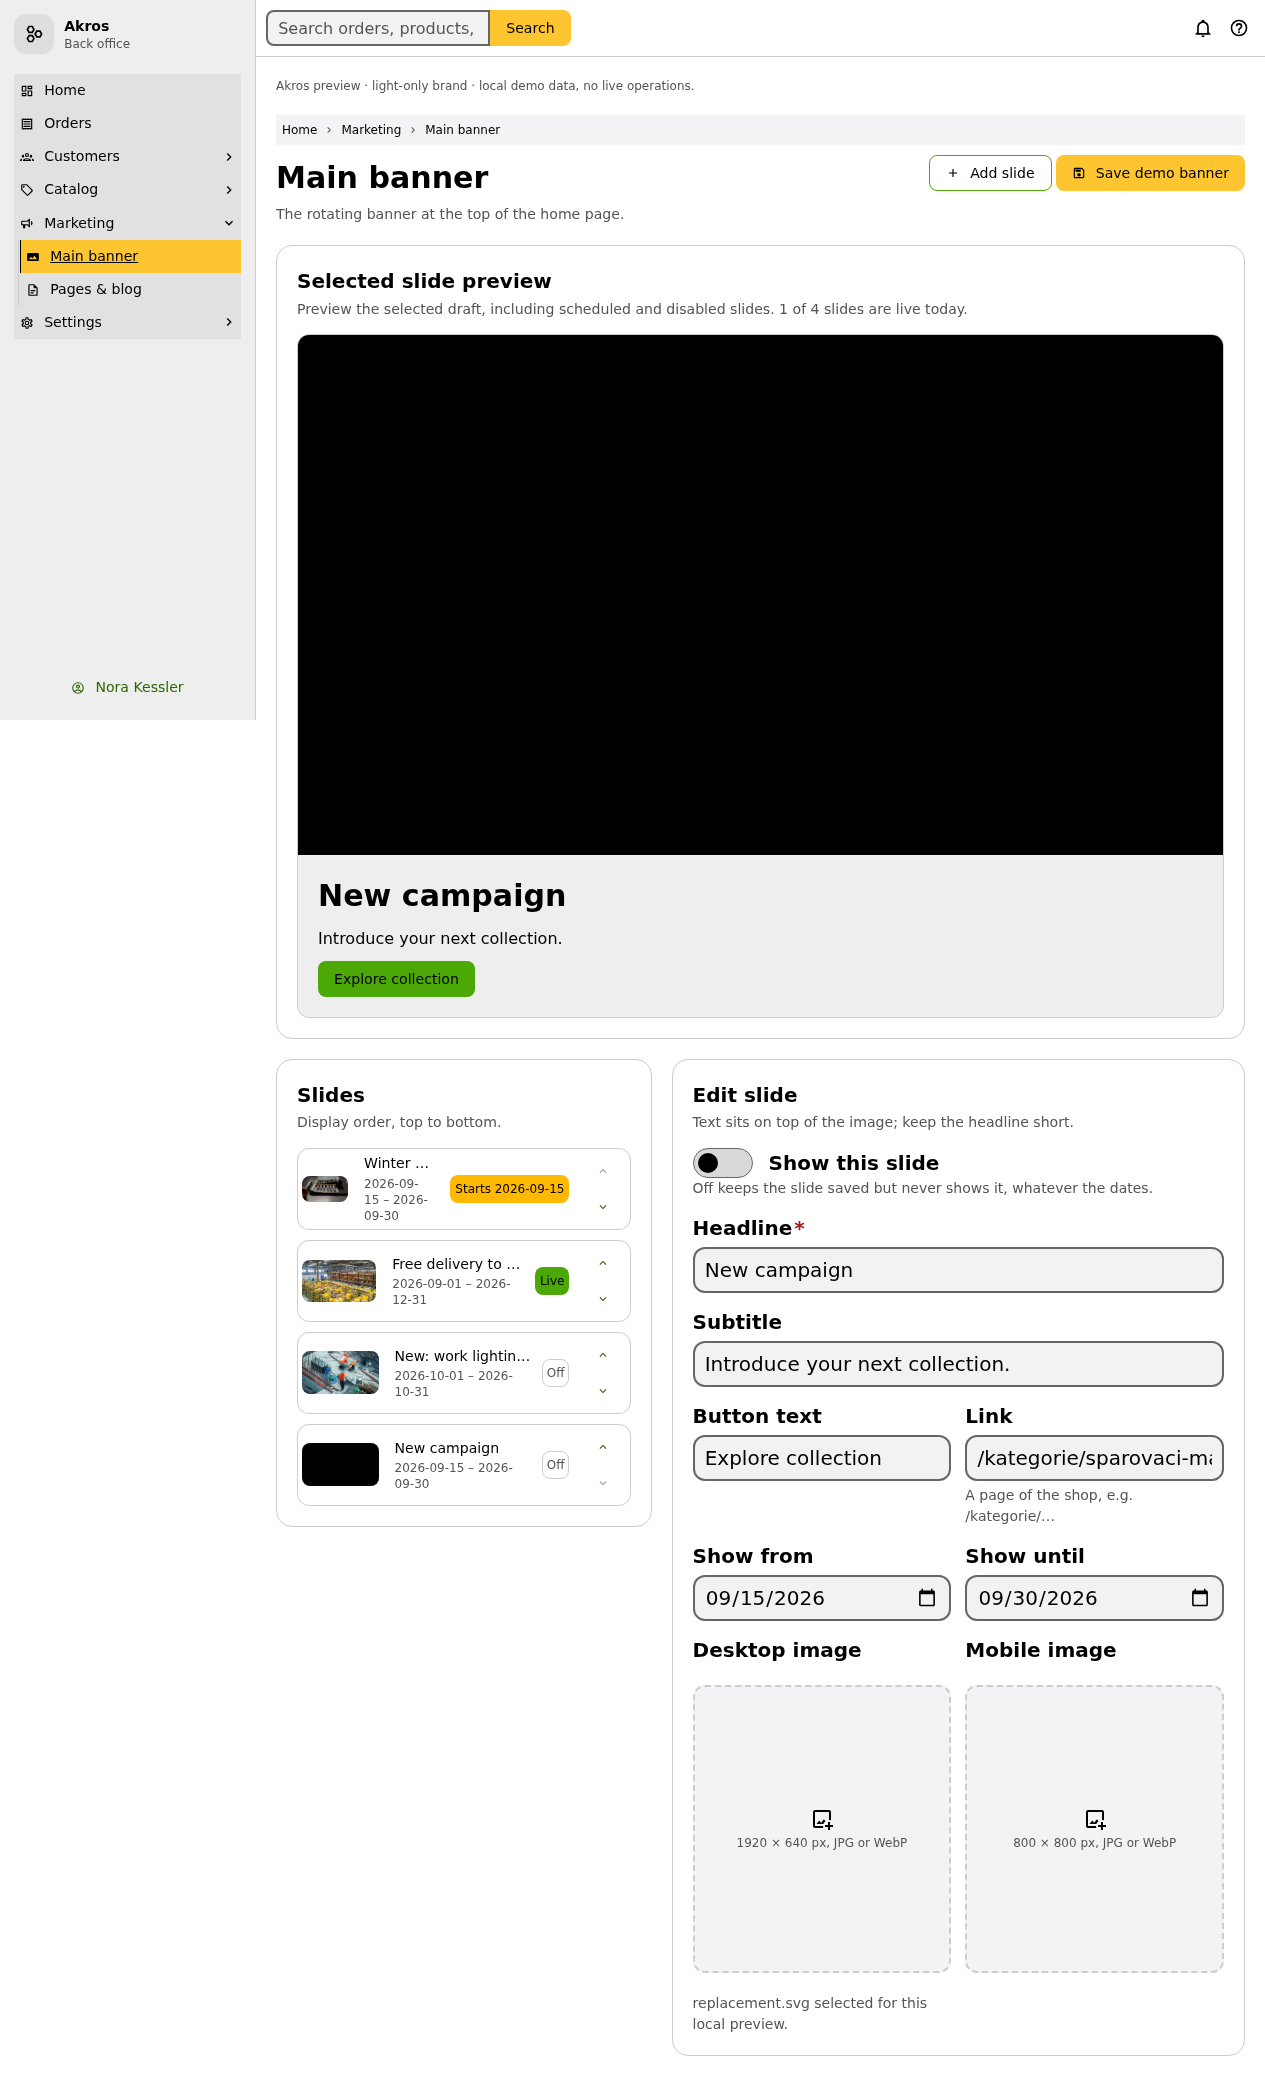 Akros
Back office
Search orders, products,
Search
Home
Orders
Customers
Catalog
Marketing
Main banner
Pages & blog
Settings
Nora Kessler
Akros preview · light-only brand · local demo data, no live operations.
Home › Marketing › Main banner
Main banner
Add slide
Save demo banner
The rotating banner at the top of the home page.
Selected slide preview
Preview the selected draft, including scheduled and disabled slides. 1 of 4 slides are live today.
New campaign
Introduce your next collection.
Explore collection
Slides
Display order, top to bottom.
Winter …
2026-09-
15 – 2026-
09-30
Starts 2026-09-15
Free delivery to …
2026-09-01 – 2026-
12-31
Live
New: work lightin…
2026-10-01 – 2026-
10-31
Off
New campaign
2026-09-15 – 2026-
09-30
Off
Edit slide
Text sits on top of the image; keep the headline short.
Show this slide
Off keeps the slide saved but never shows it, whatever the dates.
Headline*
New campaign
Subtitle
Introduce your next collection.
Button text
Explore collection
Link
/kategorie/sparovaci-ma
A page of the shop, e.g.
/kategorie/…
Show from
09/15/2026
Show until
09/30/2026
Desktop image
1920 × 640 px, JPG or WebP
Mobile image
800 × 800 px, JPG or WebP
replacement.svg selected for this
local preview.